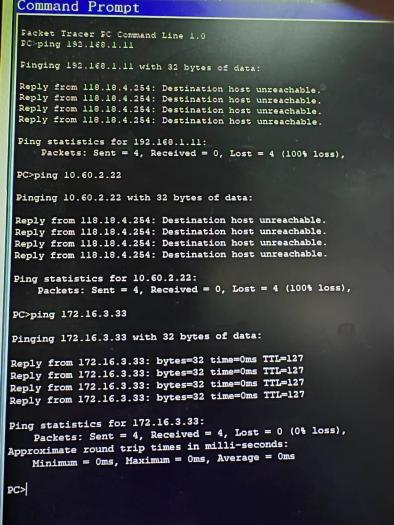 Command Prompt
Packet Tracer PC Command Line 1.0
PC>ping 192.168.1.11
Pinging 192.168.1.11 with 32 bytes of data:
Reply from 118.18.4.254: Destination host unreachable.
Reply from 118.18.4.254: Destination host unreachable.
Reply from 118.18.4.254: Destination host unreachable.
Reply from 118.18.4.254: Destination host unreachable.
Ping statistics for 192.168.1.11:
Packets: Sent = 4, Received = 0, Lost = 4 (100% loss),
PC>ping 10.60.2.22
Pinging 10.60.2.22 with 32 bytes of data:
Reply from 118.18.4.254: Destination host unreachable.
Reply from 118.18.4.254: Destination host unreachable.
Reply from 118.18.4.254: Destination host unreachable.
Reply from 118.18.4.254: Destination host unreachable.
Ping statistics for 10.60.2.22:
Packets: Sent = 4, Received = 0, Lost = 4 (100% loss),
PC>ping 172.16.3.33
Pinging 172.16.3.33 with 32 bytes of data:
Reply from 172.16.3.33: bytes=32 time=0ms TTL=127
Reply from 172.16.3.33: bytes=32 time=0ms TTL=127
Reply from 172.16.3.33: bytes=32 time=0ms TTL=127
Reply from 172.16.3.33: bytes=32 time=0ms TTL=127
Ping statistics for 172.16.3.33:
Packets: Sent = 4, Received = 4, Lost = 0 (0% loss),
Approximate round trip times in milli-seconds:
Minimum = 0ms, Maximum = 0ms, Average = 0ms
PC>